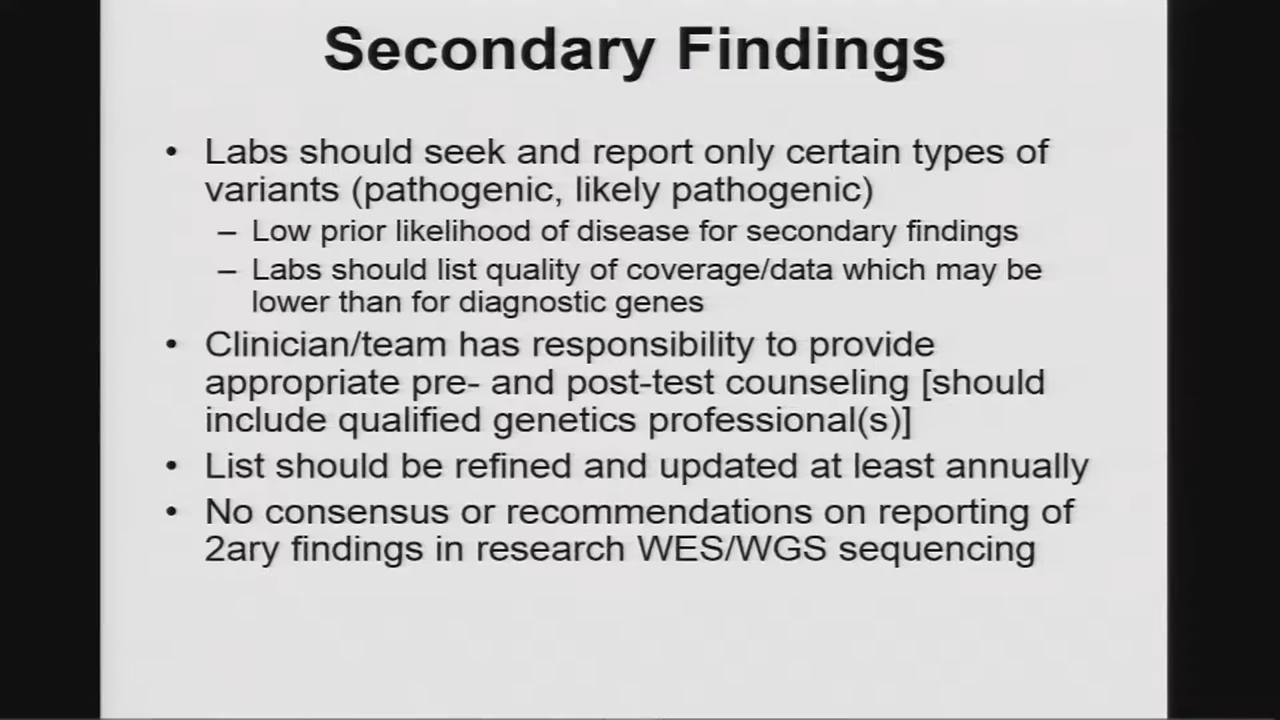 Secondary Findings
• Labs should seek and report only certain types of
variants (pathogenic, likely pathogenic)
– Low prior likelihood of disease for secondary findings
– Labs should list quality of coverage/data which may be
lower than for diagnostic genes
• Clinician/team has responsibility to provide
appropriate pre- and post-test counseling [should
include qualified genetics professional(s)]
• List should be refined and updated at least annually
• No consensus or recommendations on reporting of
2ary findings in research WES/WGS sequencing